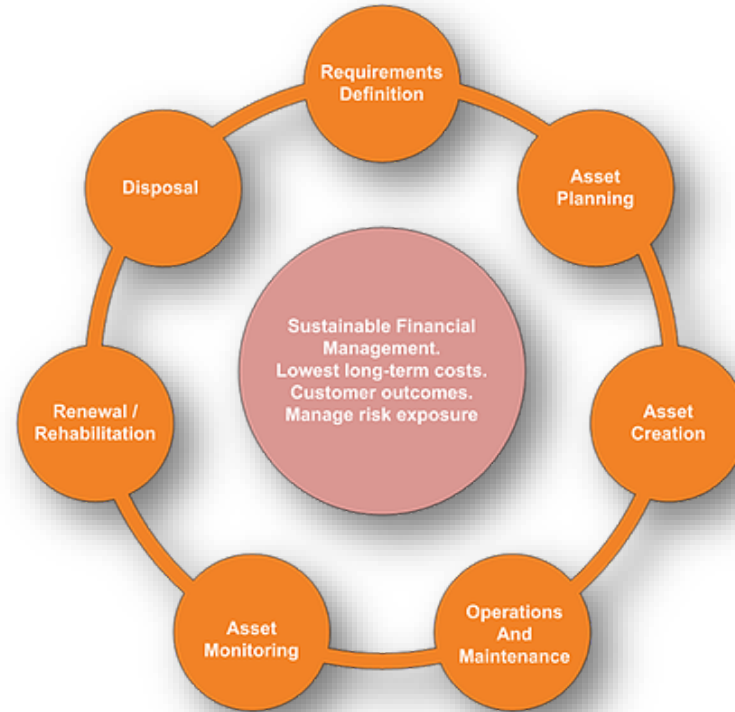 Requirements
Definition
Asset
Planning
Asset
Creation
Operations
And
Maintenance
Asset
Monitoring
Renewal /
Rehabilitation
Disposal
Sustainable Financial
Management.
Lowest long-term costs.
Customer outcomes.
Manage risk exposure